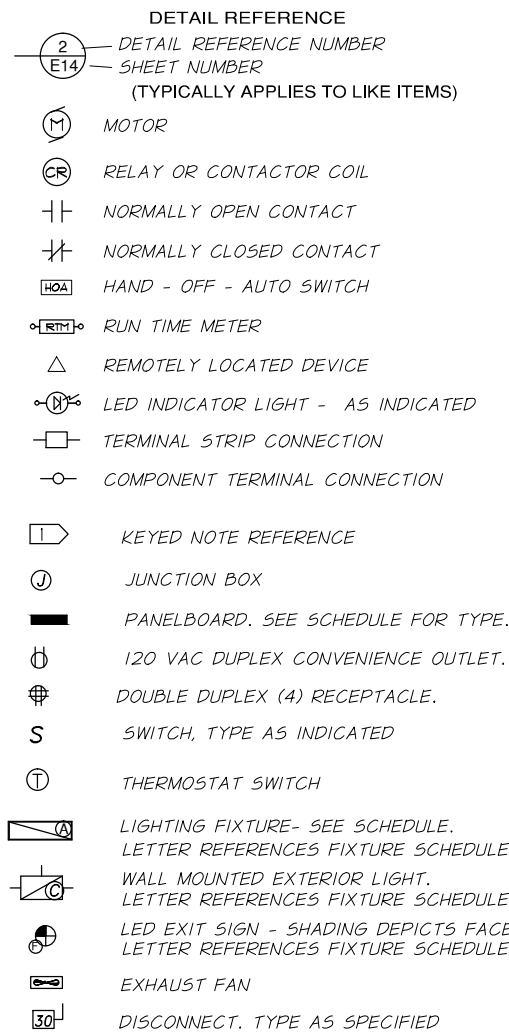 DETAIL REFERENCE
2 DETAIL REFERENCE NUMBER
E14 SHEET NUMBER
(TYPICALLY APPLIES TO LIKE ITEMS)
M MOTOR
CR RELAY OR CONTACTOR COIL
NORMALLY OPEN CONTACT
NORMALLY CLOSED CONTACT
HOA HAND - OFF - AUTO SWITCH
RTM RUN TIME METER
REMOTELY LOCATED DEVICE
LED INDICATOR LIGHT - AS INDICATED
TERMINAL STRIP CONNECTION
COMPONENT TERMINAL CONNECTION
1 KEYED NOTE REFERENCE
J JUNCTION BOX
PANELBOARD. SEE SCHEDULE FOR TYPE.
120 VAC DUPLEX CONVENIENCE OUTLET.
DOUBLE DUPLEX (4) RECEPTACLE.
S SWITCH, TYPE AS INDICATED
T THERMOSTAT SWITCH
A LIGHTING FIXTURE- SEE SCHEDULE.
LETTER REFERENCES FIXTURE SCHEDULE
C WALL MOUNTED EXTERIOR LIGHT.
LETTER REFERENCES FIXTURE SCHEDULE
LED EXIT SIGN - SHADING DEPICTS FACE
F LETTER REFERENCES FIXTURE SCHEDULE
EXHAUST FAN
30 DISCONNECT. TYPE AS SPECIFIED